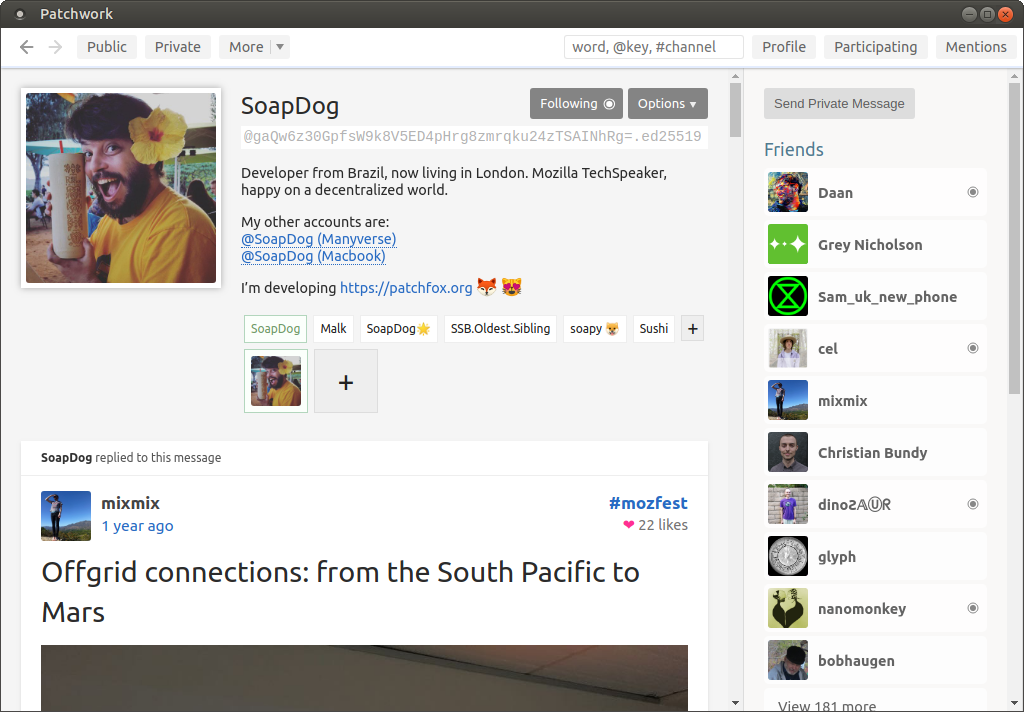 Patchwork
Public Private More
word, @key, #channel
Profile Participating Mentions
SoapDog
Following Options
@gaQw6z30GpfsW9k8V5ED4pHrg8zmrqku24zTSAINhRg=.ed25519
Developer from Brazil, now living in London. Mozilla TechSpeaker,
happy on a decentralized world.
My other accounts are:
@SoapDog (Manyverse)
@SoapDog (Macbook)
I’m developing https://patchfox.org 🦊 😻
SoapDog Malk SoapDog🌟 SSB.Oldest.Sibling soapy 😺 Sushi +
+
SoapDog replied to this message
mixmix
1 year ago
#mozfest
❤ 22 likes
Offgrid connections: from the South Pacific to
Mars
Send Private Message
Friends
Daan
Grey Nicholson
Sam_uk_new_phone
cel
mixmix
Christian Bundy
dinoƧ𝔸Ⓤℝ
glyph
nanomonkey
bobhaugen
View 181 more